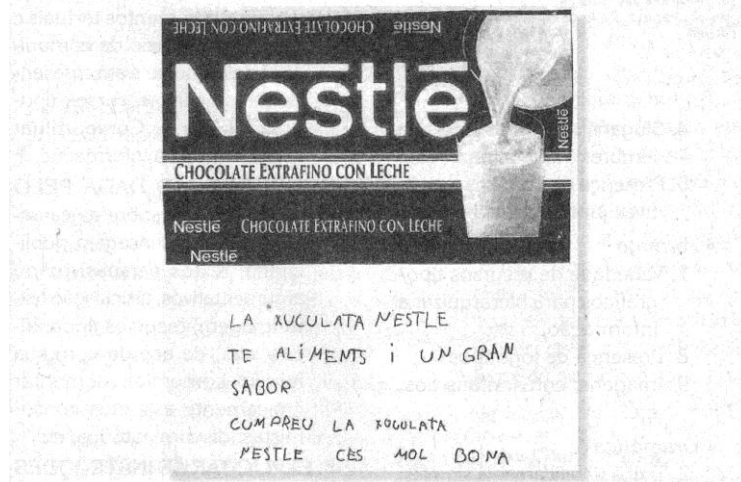 CHOCOLATE EXTRAFINO CON LECHE Nestlé
Nestlé
Nestlé
CHOCOLATE EXTRAFINO CON LECHE
Nestlé CHOCOLATE EXTRAFINO CON LECHE
Nestlé
LA XUCULATA NESTLE
TE ALIMENTS i UN GRAN
SABOR
CUMPREU LA XOCULATA
NESTLE CES MOL BONA